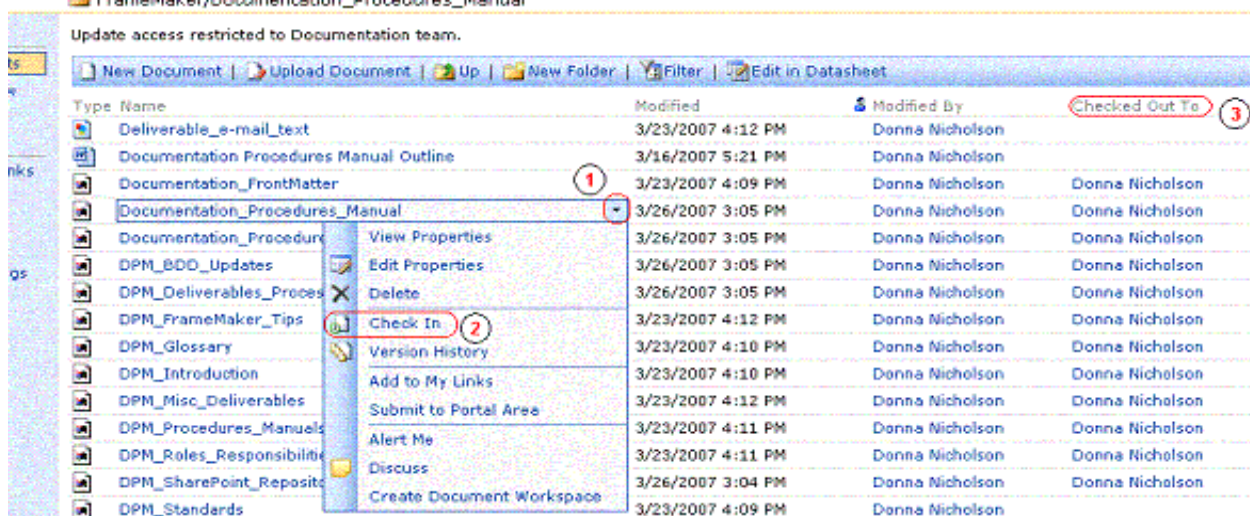 FrameMaker/Documentation_Procedures_Manual
Update access restricted to Documentation team.
New Document | Upload Document | Up | New Folder | Filter | Edit in Datasheet
Type Name Modified Modified By Checked Out To 3
Deliverable_e-mail_text 3/23/2007 4:12 PM Donna Nicholson
Documentation Procedures Manual Outline 3/16/2007 5:21 PM Donna Nicholson
Documentation_FrontMatter 1 3/23/2007 4:09 PM Donna Nicholson Donna Nicholson
Documentation_Procedures_Manual 3/26/2007 3:05 PM Donna Nicholson Donna Nicholson
Documentation_Procedur View Properties 3/26/2007 3:05 PM Donna Nicholson Donna Nicholson
DPM_BDD_Updates Edit Properties 3/26/2007 3:05 PM Donna Nicholson Donna Nicholson
DPM_Deliverables_Proces Delete 3/26/2007 3:05 PM Donna Nicholson Donna Nicholson
DPM_FrameMaker_Tips Check In 2 3/23/2007 4:12 PM Donna Nicholson Donna Nicholson
DPM_Glossary Version History 3/23/2007 4:10 PM Donna Nicholson Donna Nicholson
DPM_Introduction Add to My Links 3/23/2007 4:10 PM Donna Nicholson Donna Nicholson
DPM_Misc_Deliverables Submit to Portal Area 3/23/2007 4:12 PM Donna Nicholson Donna Nicholson
DPM_Procedures_Manuals Alert Me 3/23/2007 4:11 PM Donna Nicholson Donna Nicholson
DPM_Roles_Responsibiliti Discuss 3/23/2007 4:11 PM Donna Nicholson Donna Nicholson
DPM_SharePoint_Reposito Create Document Workspace 3/26/2007 3:04 PM Donna Nicholson Donna Nicholson
DPM_Standards 3/23/2007 4:09 PM Donna Nicholson Donna Nicholson